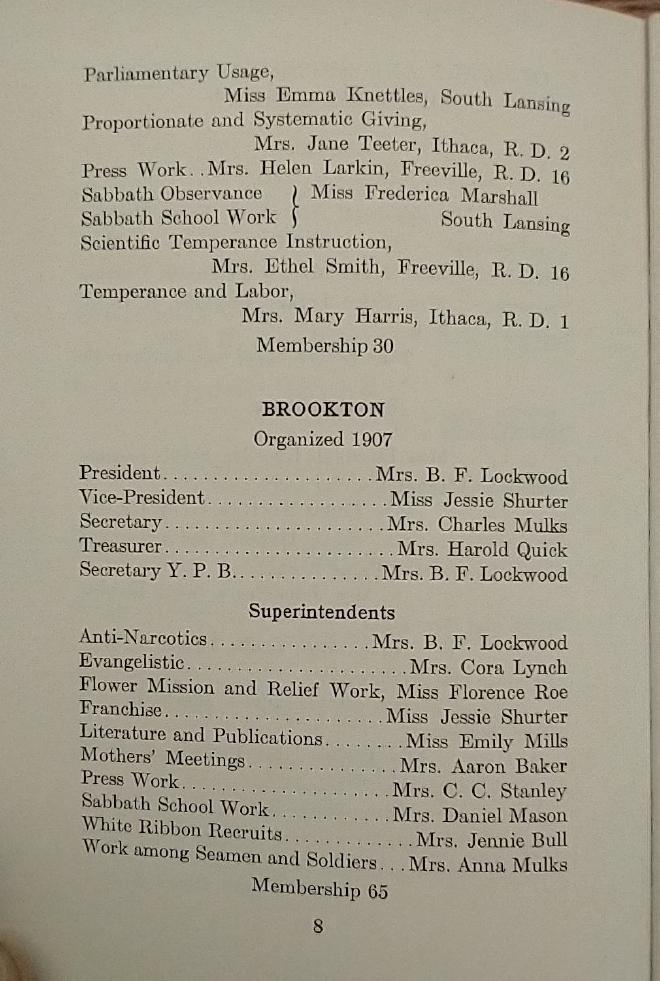 Parliamentary Usage,
Miss Emma Knettles, South Lansing
Proportionate and Systematic Giving,
Mrs. Jane Teeter, Ithaca, R. D. 2
Press Work. .Mrs. Helen Larkin, Freeville, R. D. 16
Sabbath Observance } Miss Frederica Marshall
Sabbath School Work } South Lansing
Scientific Temperance Instruction,
Mrs. Ethel Smith, Freeville, R. D. 16
Temperance and Labor,
Mrs. Mary Harris, Ithaca, R. D. 1
Membership 30
BROOKTON
Organized 1907
President.....................Mrs. B. F. Lockwood
Vice-President..................Miss Jessie Shurter
Secretary.......................Mrs. Charles Mulks
Treasurer........................Mrs. Harold Quick
Secretary Y. P. B...............Mrs. B. F. Lockwood
Superintendents
Anti-Narcotics................Mrs. B. F. Lockwood
Evangelistic......................Mrs. Cora Lynch
Flower Mission and Relief Work, Miss Florence Roe
Franchise.......................Miss Jessie Shurter
Literature and Publications........Miss Emily Mills
Mothers' Meetings...............Mrs. Aaron Baker
Press Work.....................Mrs. C. C. Stanley
Sabbath School Work............Mrs. Daniel Mason
White Ribbon Recruits.............Mrs. Jennie Bull
Work among Seamen and Soldiers...Mrs. Anna Mulks
Membership 65
8